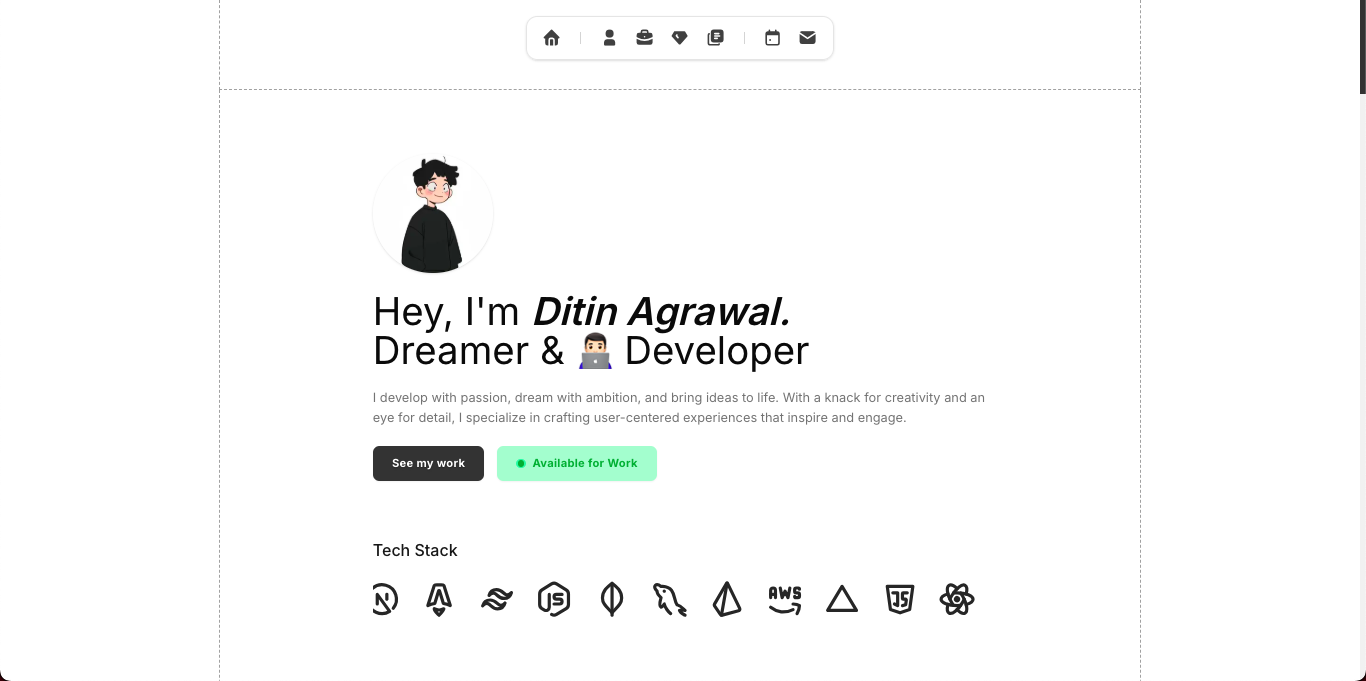 Hey, I'm Ditin Agrawal.
Dreamer & 👨🏻‍💻 Developer
I develop with passion, dream with ambition, and bring ideas to life. With a knack for creativity and an
eye for detail, I specialize in crafting user-centered experiences that inspire and engage.
See my work
Available for Work
Tech Stack
N
JS
AWS
JS